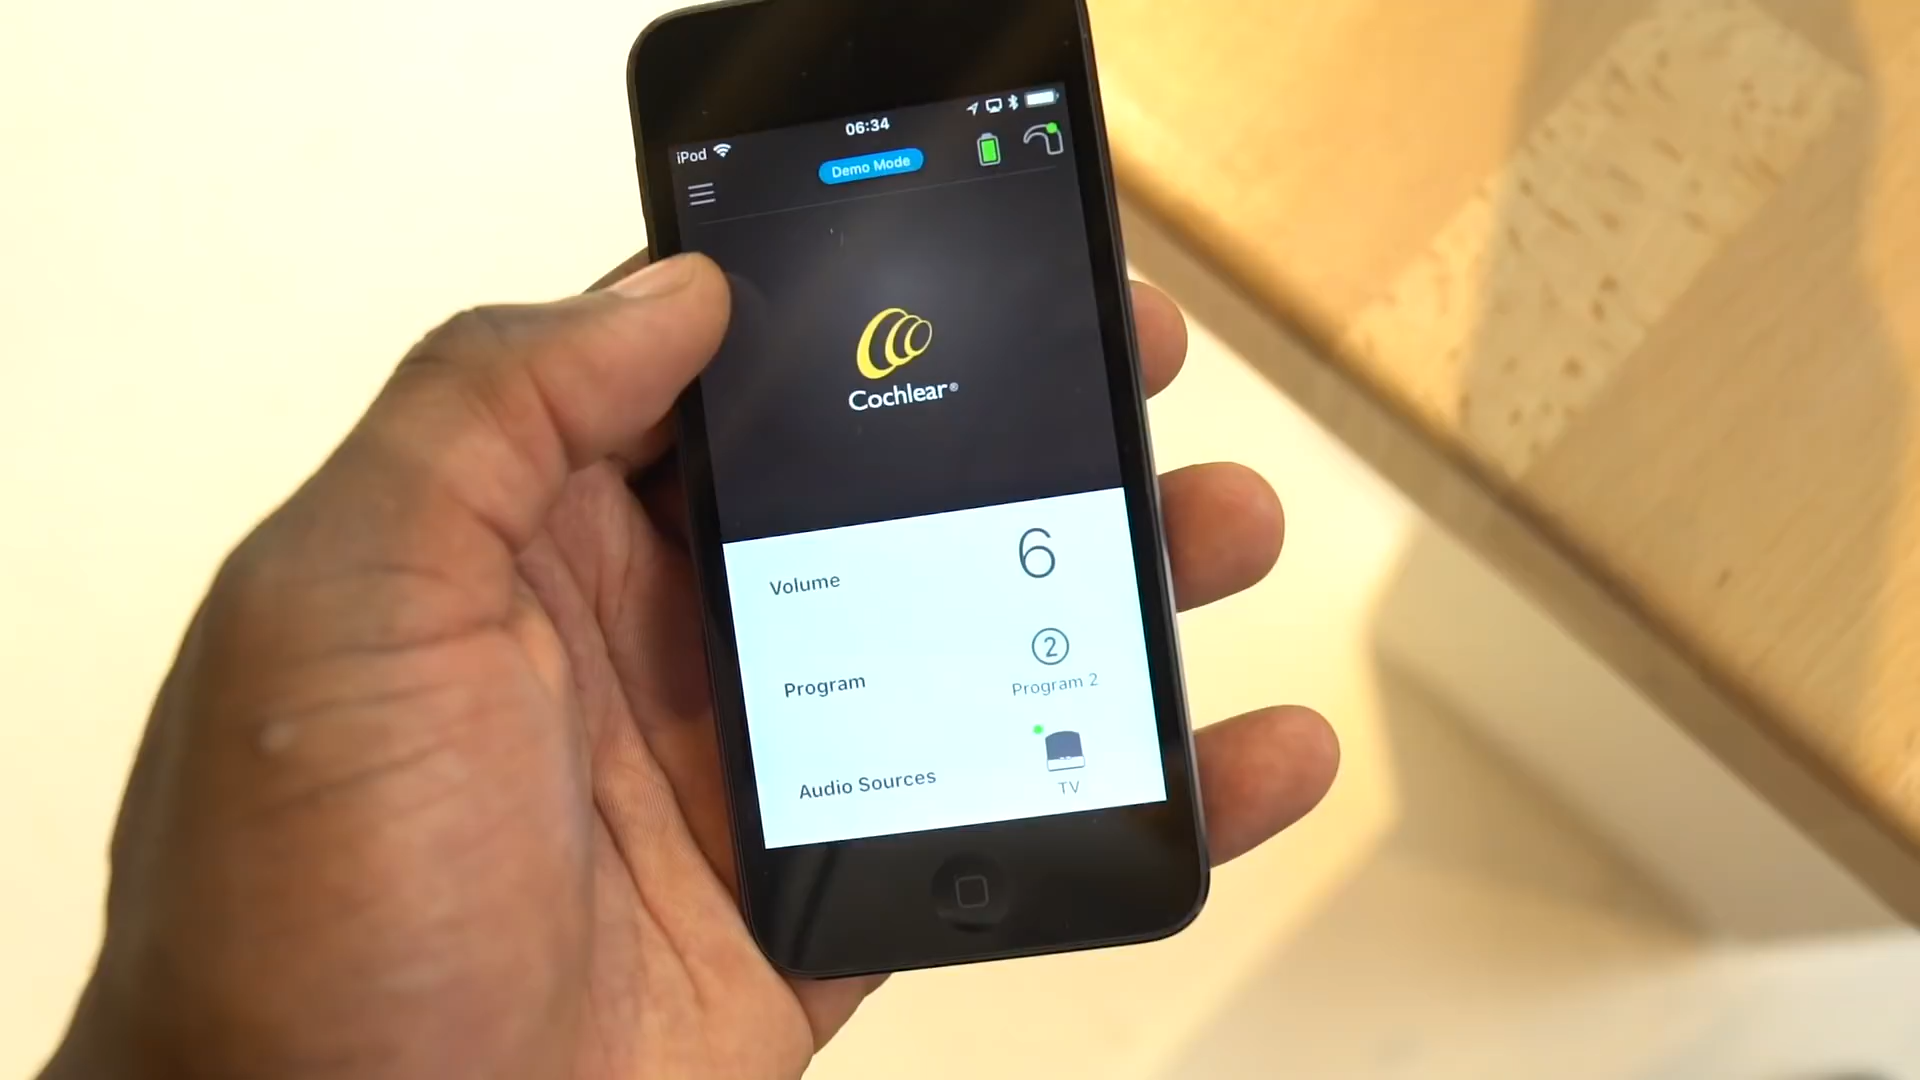 06:34
iPod
Demo Mode
Cochlear®
Volume 6
Program 2
Program 2
Audio Sources
TV